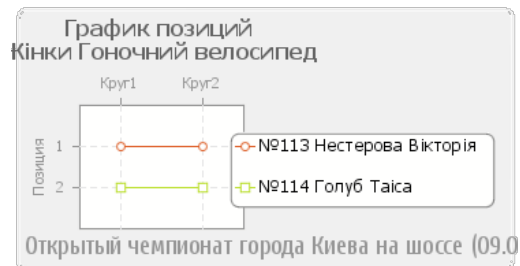 График позиций
Кінки Гоночний велосипед
Круг1 Круг2
Позиция
1
№113 Нестерова Вікторія
2
№114 Голуб Таіса
Открытый чемпионат города Киева на шоссе (09.0